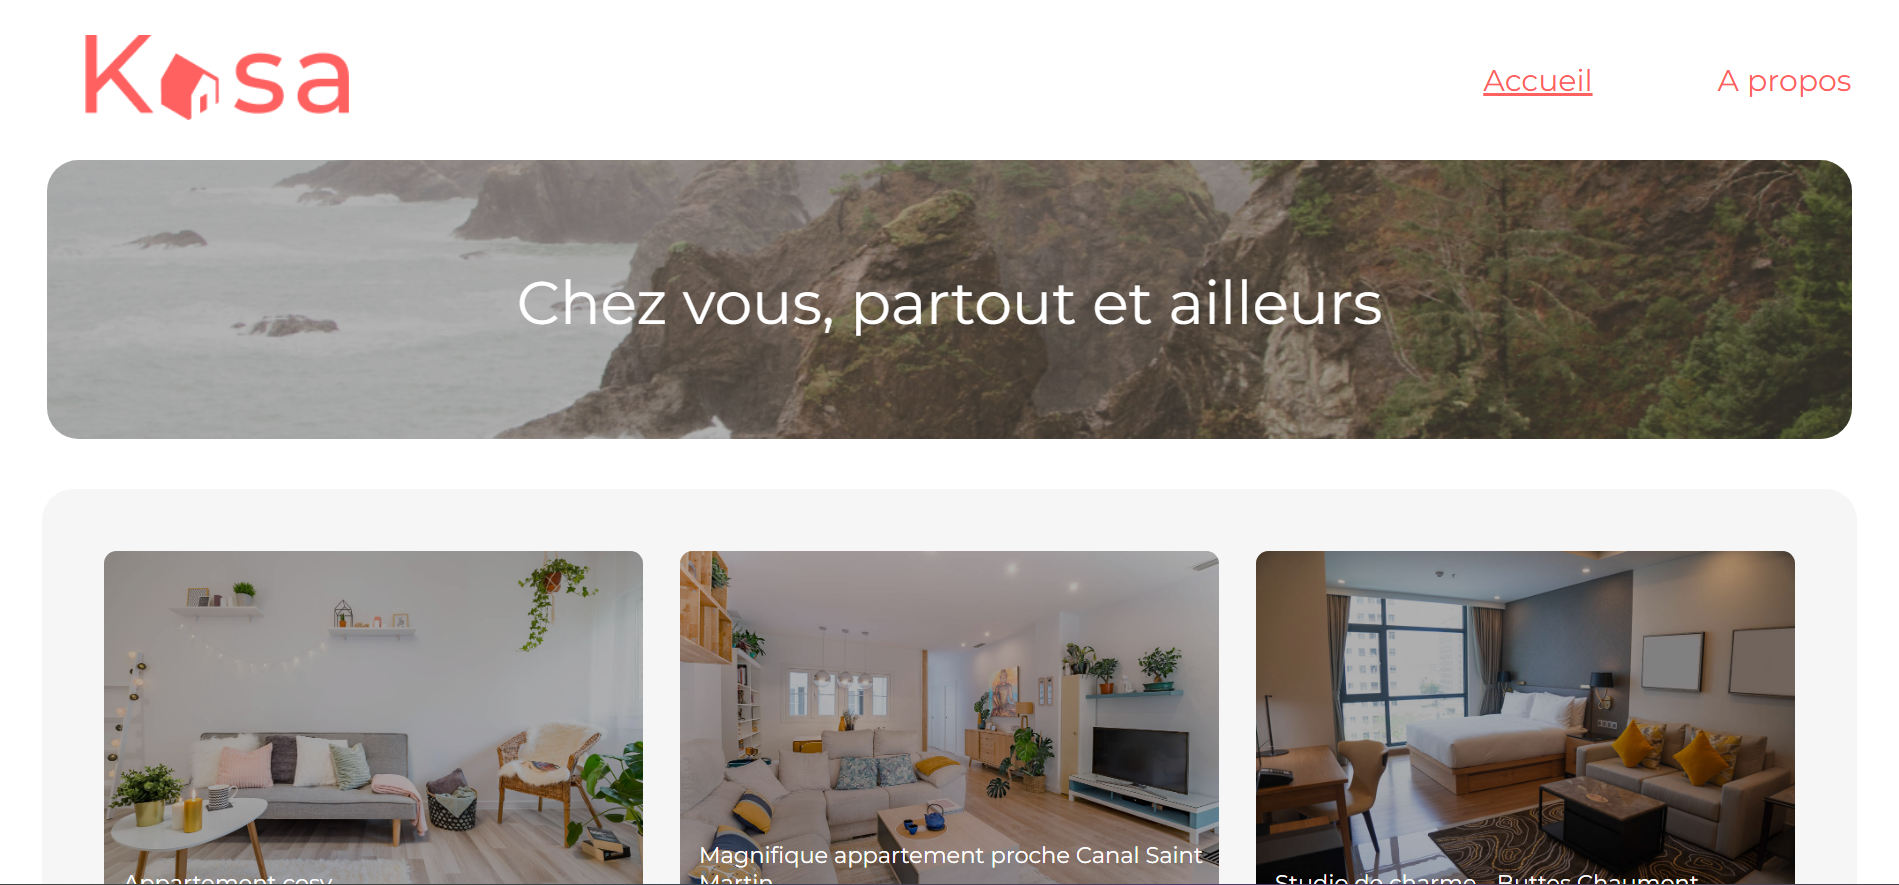 Kasa
Accueil
A propos
Chez vous, partout et ailleurs
Appartement cosy
Magnifique appartement proche Canal Saint
Martin
Studio de charme - Buttes Chaumont